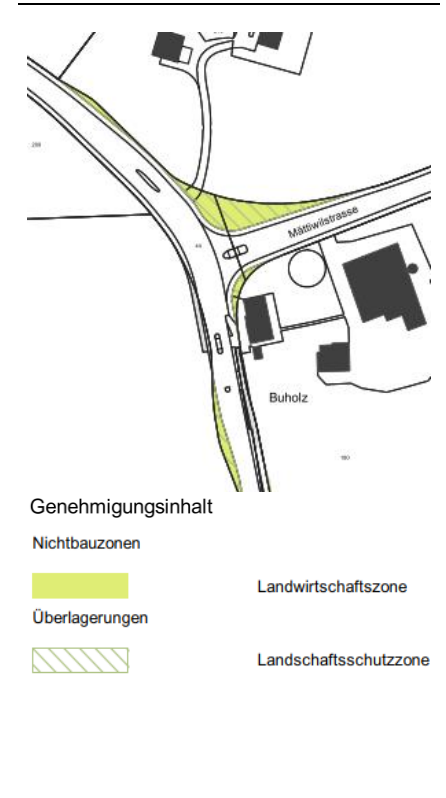 Mättiwilstrasse
Buholz
Genehmigungsinhalt
Nichtbauzonen
Landwirtschaftszone
Überlagerungen
Landschaftsschutzzone